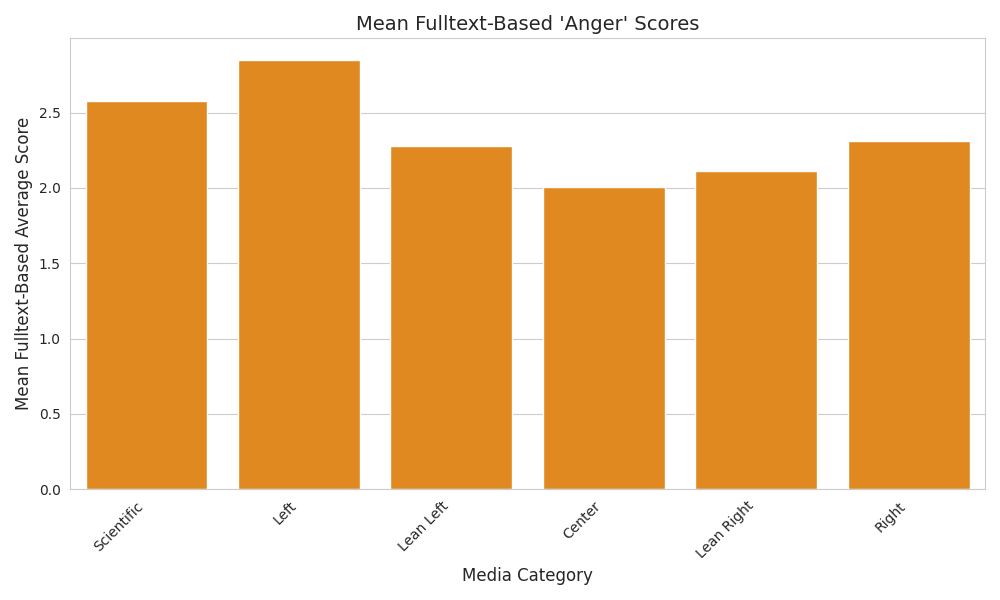 Mean Fulltext-Based 'Anger' Scores
Mean Fulltext-Based Average Score
2.5
2.0
1.5
1.0
0.5
0.0
Scientific
Left
Lean Left
Center
Lean Right
Right
Media Category